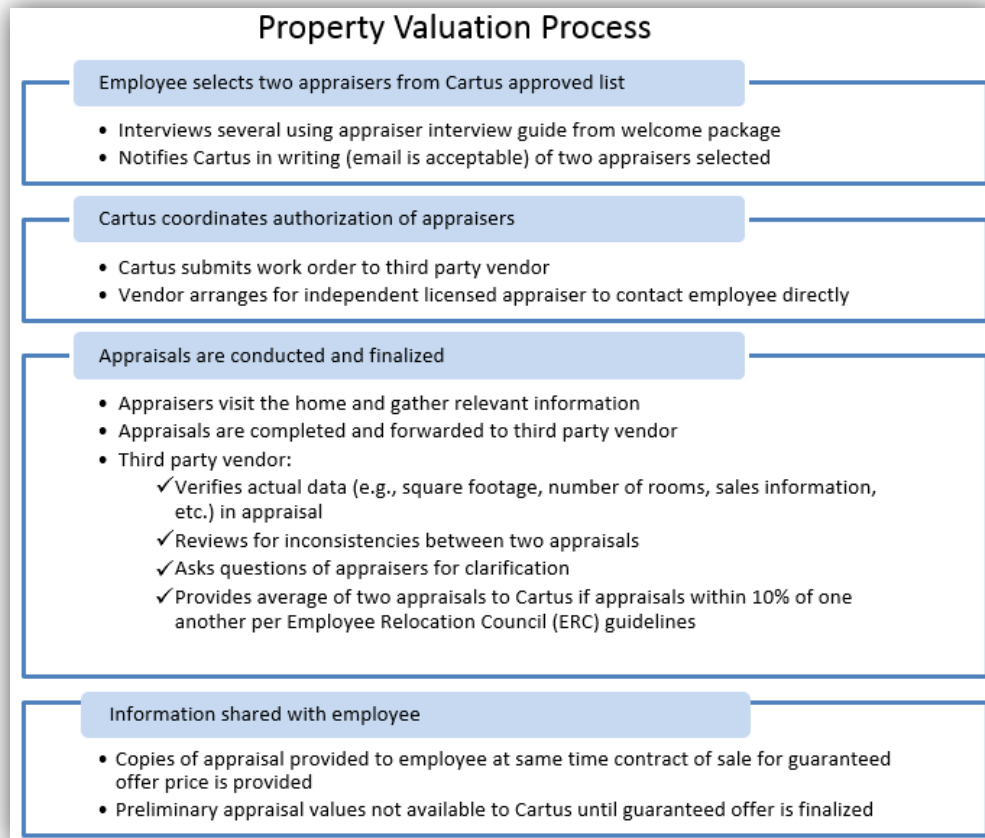 Property Valuation Process
Employee selects two appraisers from Cartus approved list
• Interviews several using appraiser interview guide from welcome package
• Notifies Cartus in writing (email is acceptable) of two appraisers selected
Cartus coordinates authorization of appraisers
• Cartus submits work order to third party vendor
• Vendor arranges for independent licensed appraiser to contact employee directly
Appraisals are conducted and finalized
• Appraisers visit the home and gather relevant information
• Appraisals are completed and forwarded to third party vendor
• Third party vendor:
✓Verifies actual data (e.g., square footage, number of rooms, sales information,
etc.) in appraisal
✓Reviews for inconsistencies between two appraisals
✓Asks questions of appraisers for clarification
✓Provides average of two appraisals to Cartus if appraisals within 10% of one
another per Employee Relocation Council (ERC) guidelines
Information shared with employee
• Copies of appraisal provided to employee at same time contract of sale for guaranteed
offer price is provided
• Preliminary appraisal values not available to Cartus until guaranteed offer is finalized